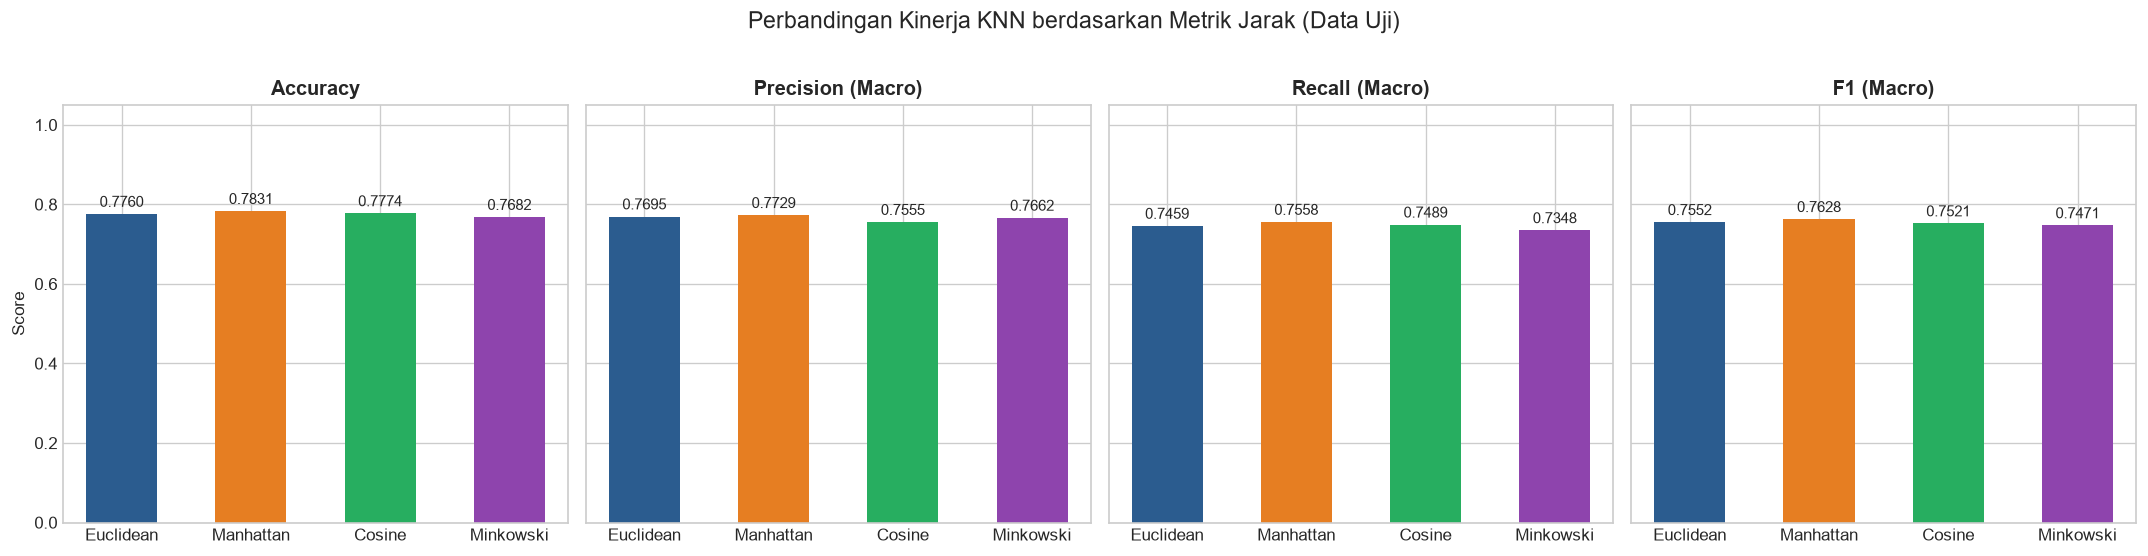 Perbandingan Kinerja KNN berdasarkan Metrik Jarak (Data Uji)
Accuracy
Score
1.0
0.8
0.6
0.4
0.2
0.0
0.7760
0.7831
0.7774
0.7682
Euclidean
Manhattan
Cosine
Minkowski
Precision (Macro)
0.7695
0.7729
0.7555
0.7662
Euclidean
Manhattan
Cosine
Minkowski
Recall (Macro)
0.7459
0.7558
0.7489
0.7348
Euclidean
Manhattan
Cosine
Minkowski
F1 (Macro)
0.7552
0.7628
0.7521
0.7471
Euclidean
Manhattan
Cosine
Minkowski